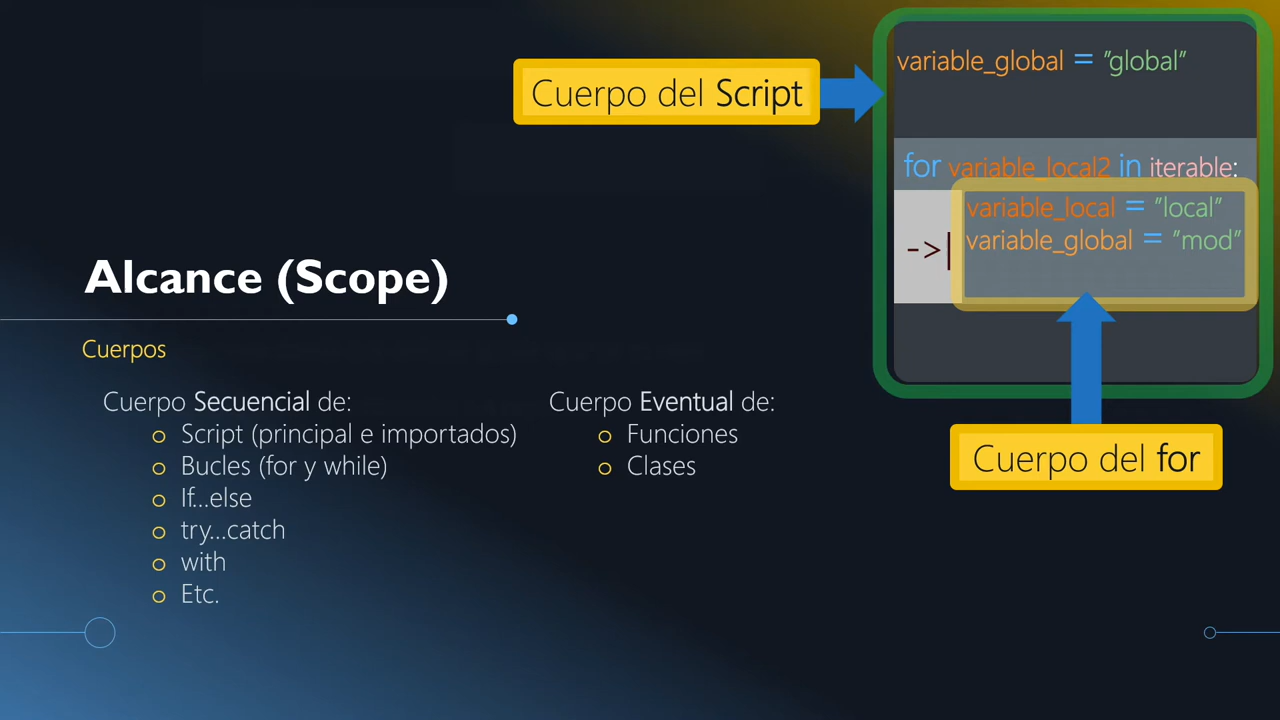 Cuerpo del Script
variable_global = "global"
for variable_local2 in iterable:
variable_local = "local"
->| variable_global = "mod"
Cuerpo del for
Alcance (Scope)
Cuerpos
Cuerpo Secuencial de:
o Script (principal e importados)
o Bucles (for y while)
o If...else
o try...catch
o with
o Etc.
Cuerpo Eventual de:
o Funciones
o Clases